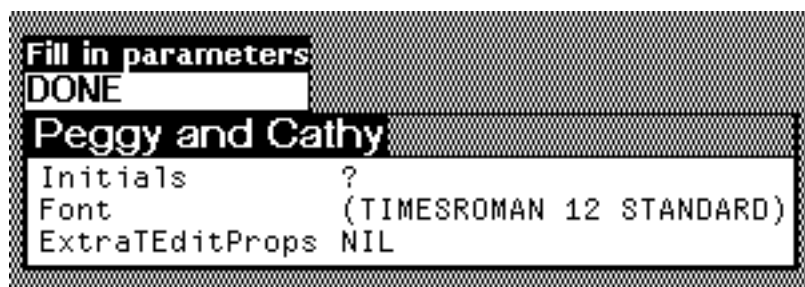 Fill in parameters
DONE
Peggy and Cathy
Initials ?
Font (TIMESROMAN 12 STANDARD)
ExtraTEditProps NIL